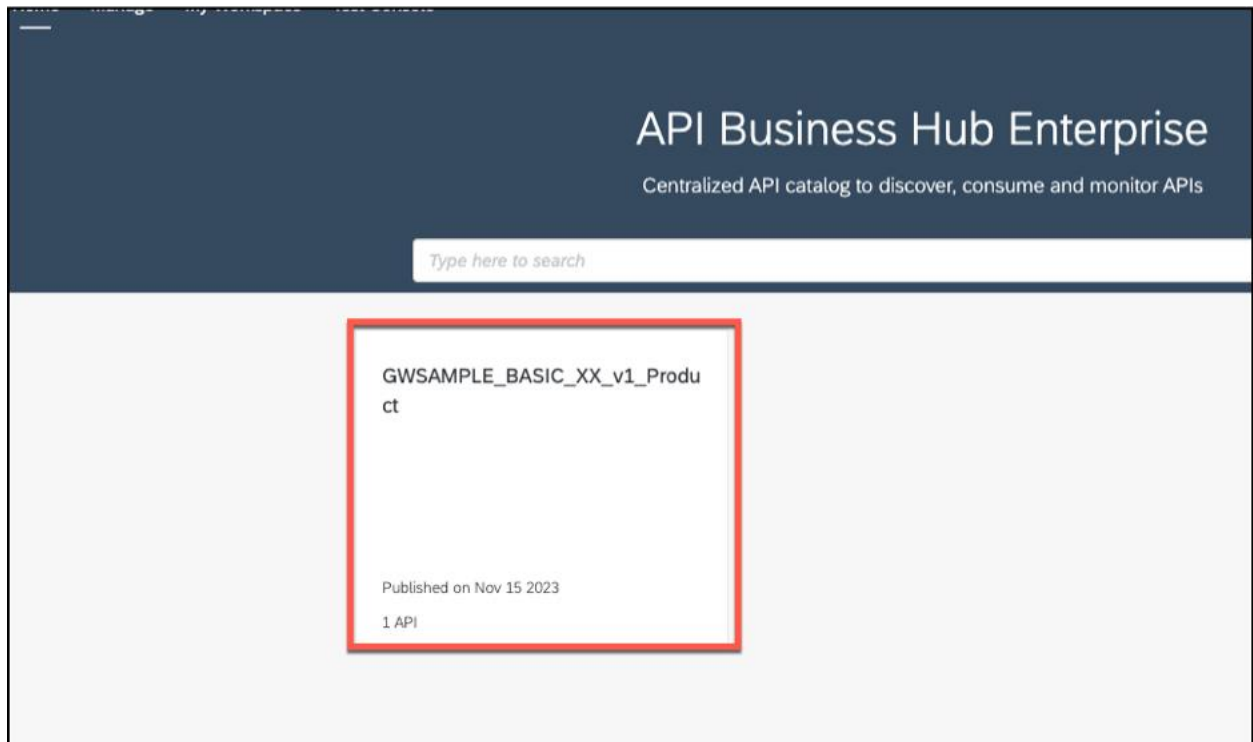 API Business Hub Enterprise
Centralized API catalog to discover, consume and monitor APIs
Type here to search
GWSAMPLE_BASIC_XX_v1_Produ
ct
Published on Nov 15 2023
1 API